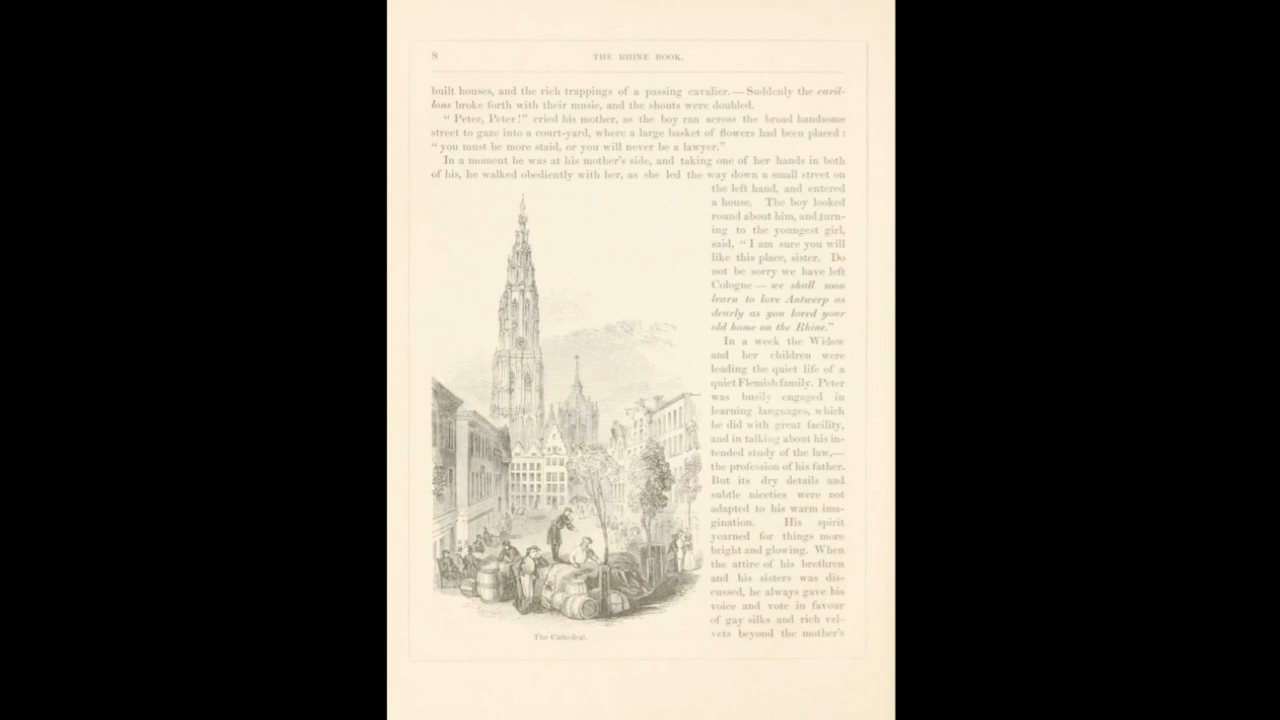 8
THE RHINE BOOK.
built houses, and the rich trappings of a passing cavalier.—Suddenly the caril-
lons broke forth with their music, and the shouts were doubled.
“ Peter, Peter!” cried his mother, as the boy ran across the broad handsome
street to gaze into a court-yard, where a large basket of flowers had been placed :
“ you must be more staid, or you will never be a lawyer.”
In a moment he was at his mother's side, and taking one of her hands in both
of his, he walked obediently with her, as she led the way down a small street on
the left hand, and entered
a house. The boy looked
round about him, and turn-
ing to the youngest girl,
said, “ I am sure you will
like this place, sister. Do
not be sorry we have left
Cologne — we shall soon
learn to love Antwerp as
dearly as you loved your
old home on the Rhine.”
In a week the Widow
and her children were
leading the quiet life of a
quiet Flemish family. Peter
was busily engaged in
learning languages, which
he did with great facility,
and in talking about his in-
tended study of the law,—
the profession of his father.
But its dry details and
subtle niceties were not
adapted to his warm ima-
gination. His spirit
yearned for things more
bright and glowing. When
the attire of his brethren
and his sisters was dis-
cussed, he always gave his
voice and vote in favour
of gay silks and rich vel-
vets beyond the mother's
The Cathedral.